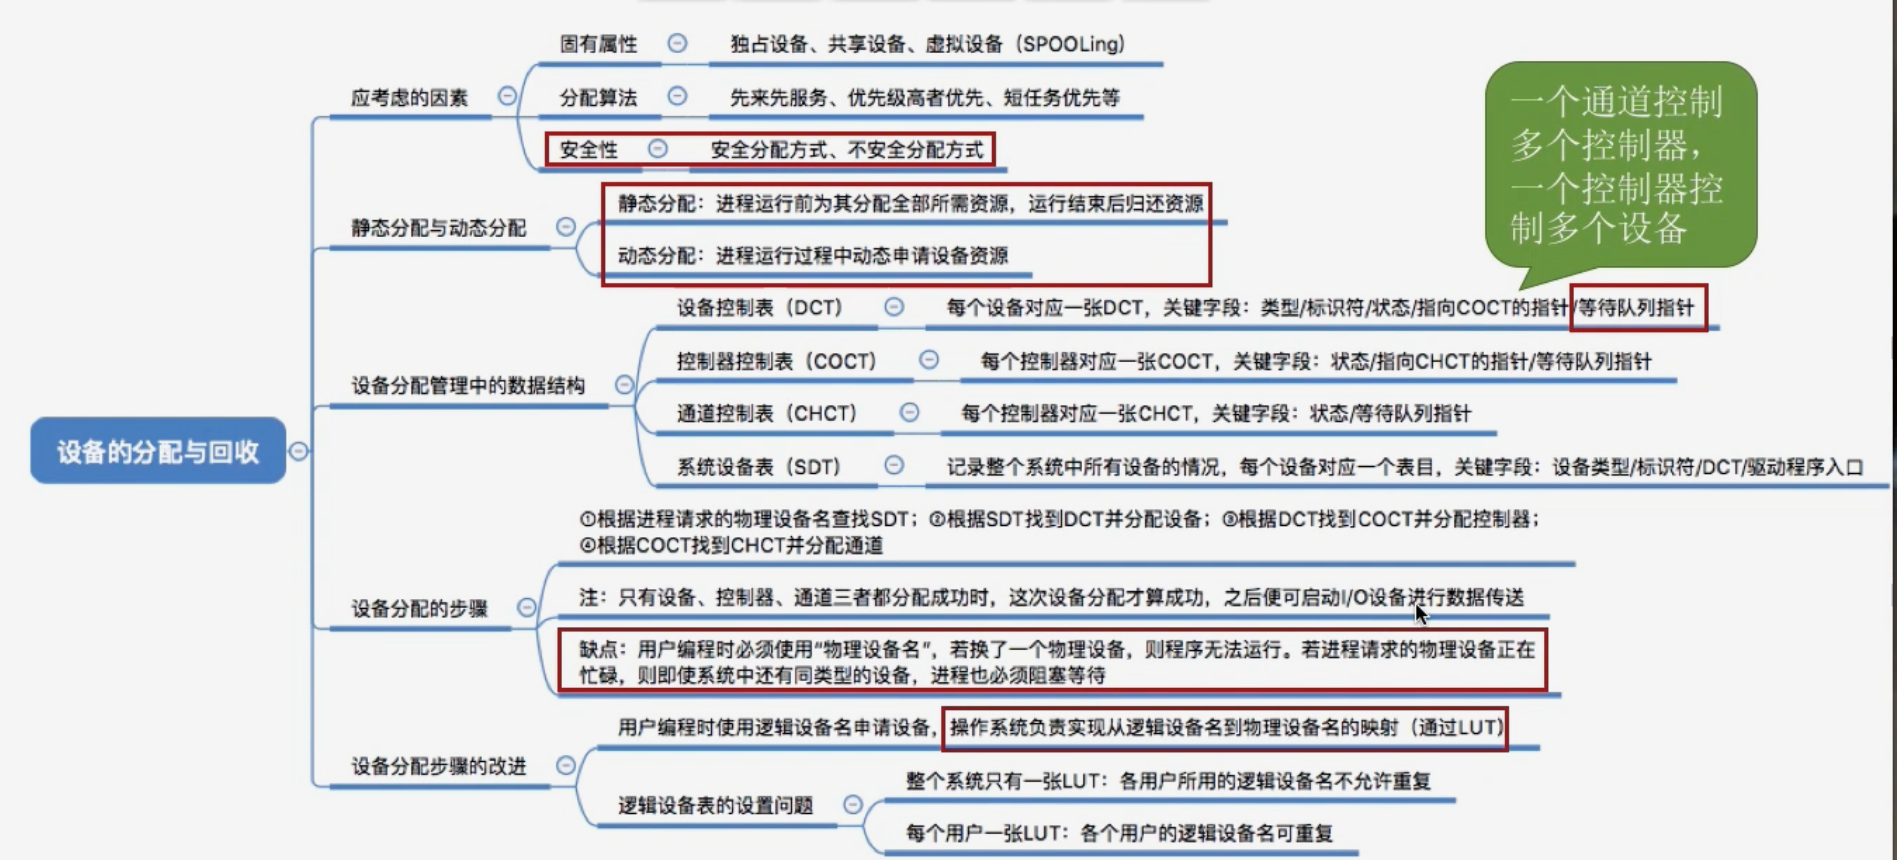 固有属性
独占设备、共享设备、虚拟设备（SPOOLing）
应考虑的因素
分配算法
先来先服务、优先级高者优先、短任务优先等
安全性
安全分配方式、不安全分配方式
一个通道控制
多个控制器，
一个控制器控
制多个设备
静态分配与动态分配
静态分配：进程运行前为其分配全部所需资源，运行结束后归还资源
动态分配：进程运行过程中动态申请设备资源
设备分配管理中的数据结构
设备控制表（DCT）
每个设备对应一张DCT，关键字段：类型/标识符/状态/指向COCT的指针/等待队列指针
控制器控制表（COCT）
每个控制器对应一张COCT，关键字段：状态/指向CHCT的指针/等待队列指针
通道控制表（CHCT）
每个控制器对应一张CHCT，关键字段：状态/等待队列指针
系统设备表（SDT）
记录整个系统中所有设备的情况，每个设备对应一个表目，关键字段：设备类型/标识符/DCT/驱动程序入口
设备的分配与回收
设备分配的步骤
①根据进程请求的物理设备名查找SDT；②根据SDT找到DCT并分配设备；③根据DCT找到COCT并分配控制器；
④根据COCT找到CHCT并分配通道
注：只有设备、控制器、通道三者都分配成功时，这次设备分配才算成功，之后便可启动I/O设备进行数据传送
缺点：用户编程时必须使用“物理设备名”，若换了一个物理设备，则程序无法运行。若进程请求的物理设备正在
忙碌，则即使系统中还有同类型的设备，进程也必须阻塞等待
设备分配步骤的改进
用户编程时使用逻辑设备名申请设备，操作系统负责实现从逻辑设备名到物理设备名的映射（通过LUT）
逻辑设备表的设置问题
整个系统只有一张LUT：各用户所用的逻辑设备名不允许重复
每个用户一张LUT：各个用户的逻辑设备名可重复